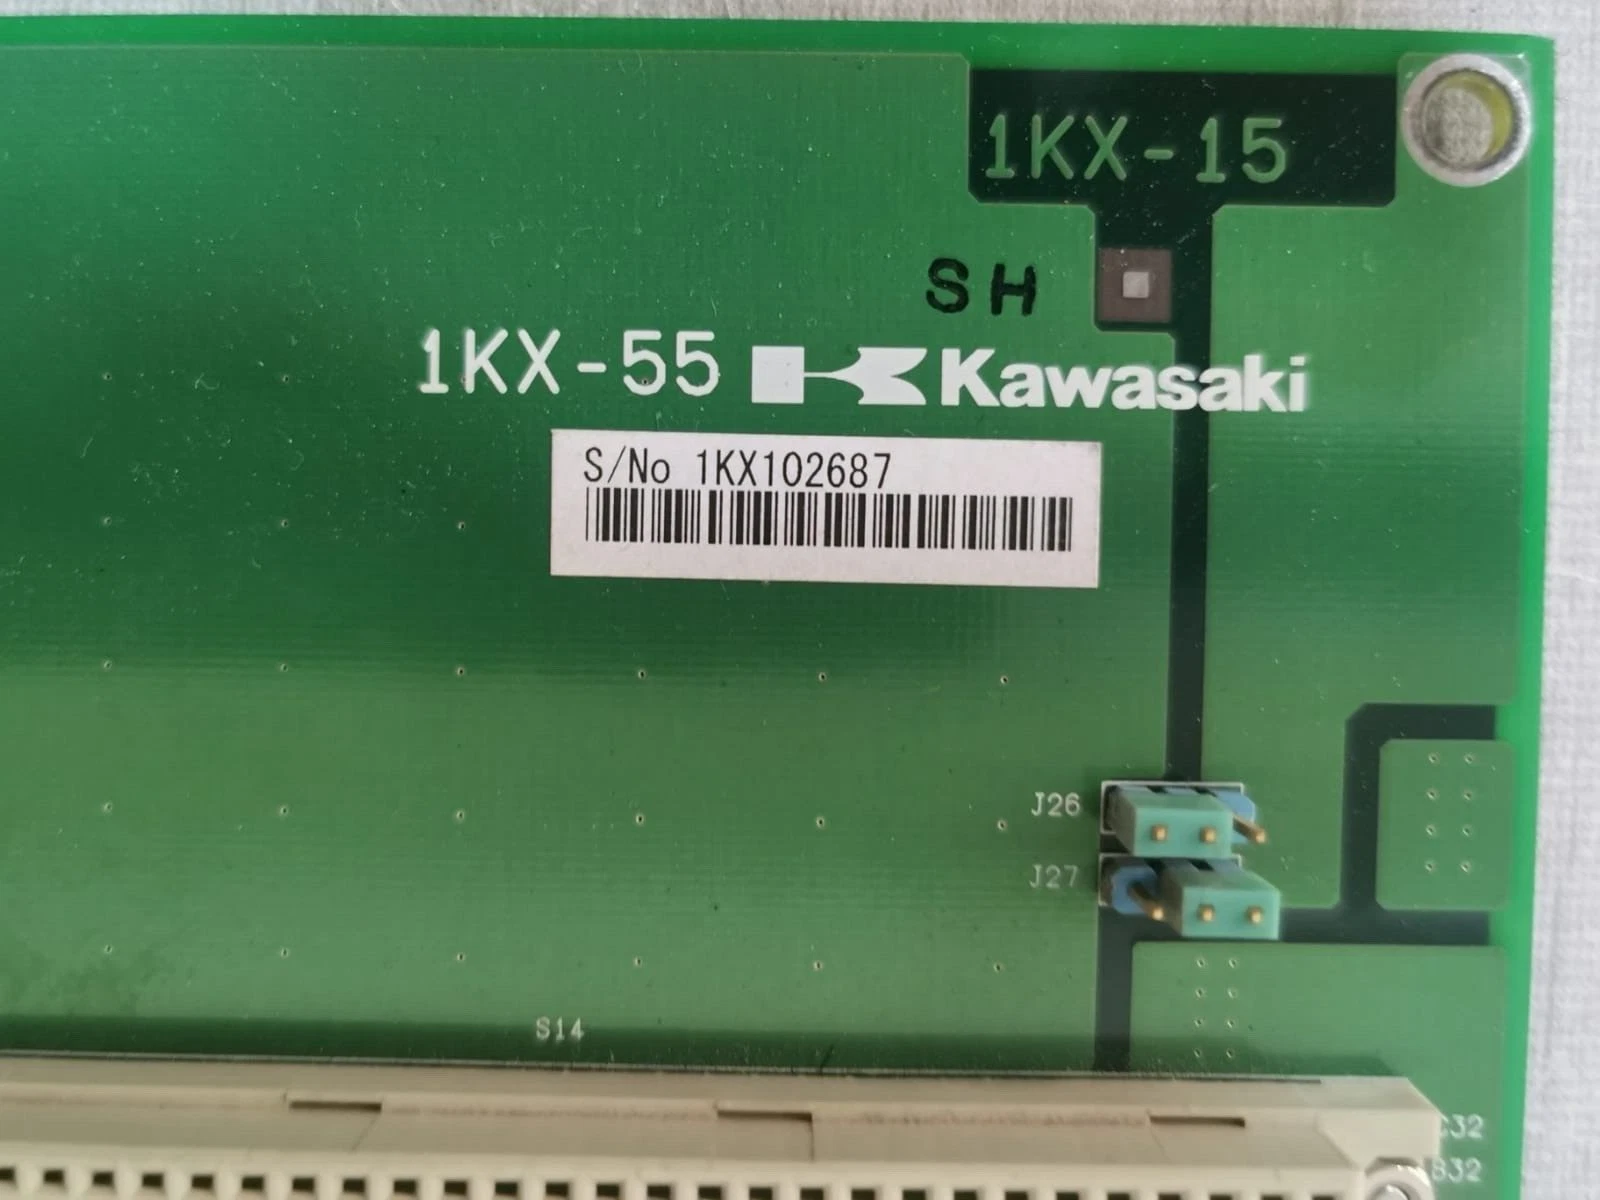 1KX-15
SH
1KX-55 Kawasaki
S/No 1KX102687
J26
J27
S14
C32
B32